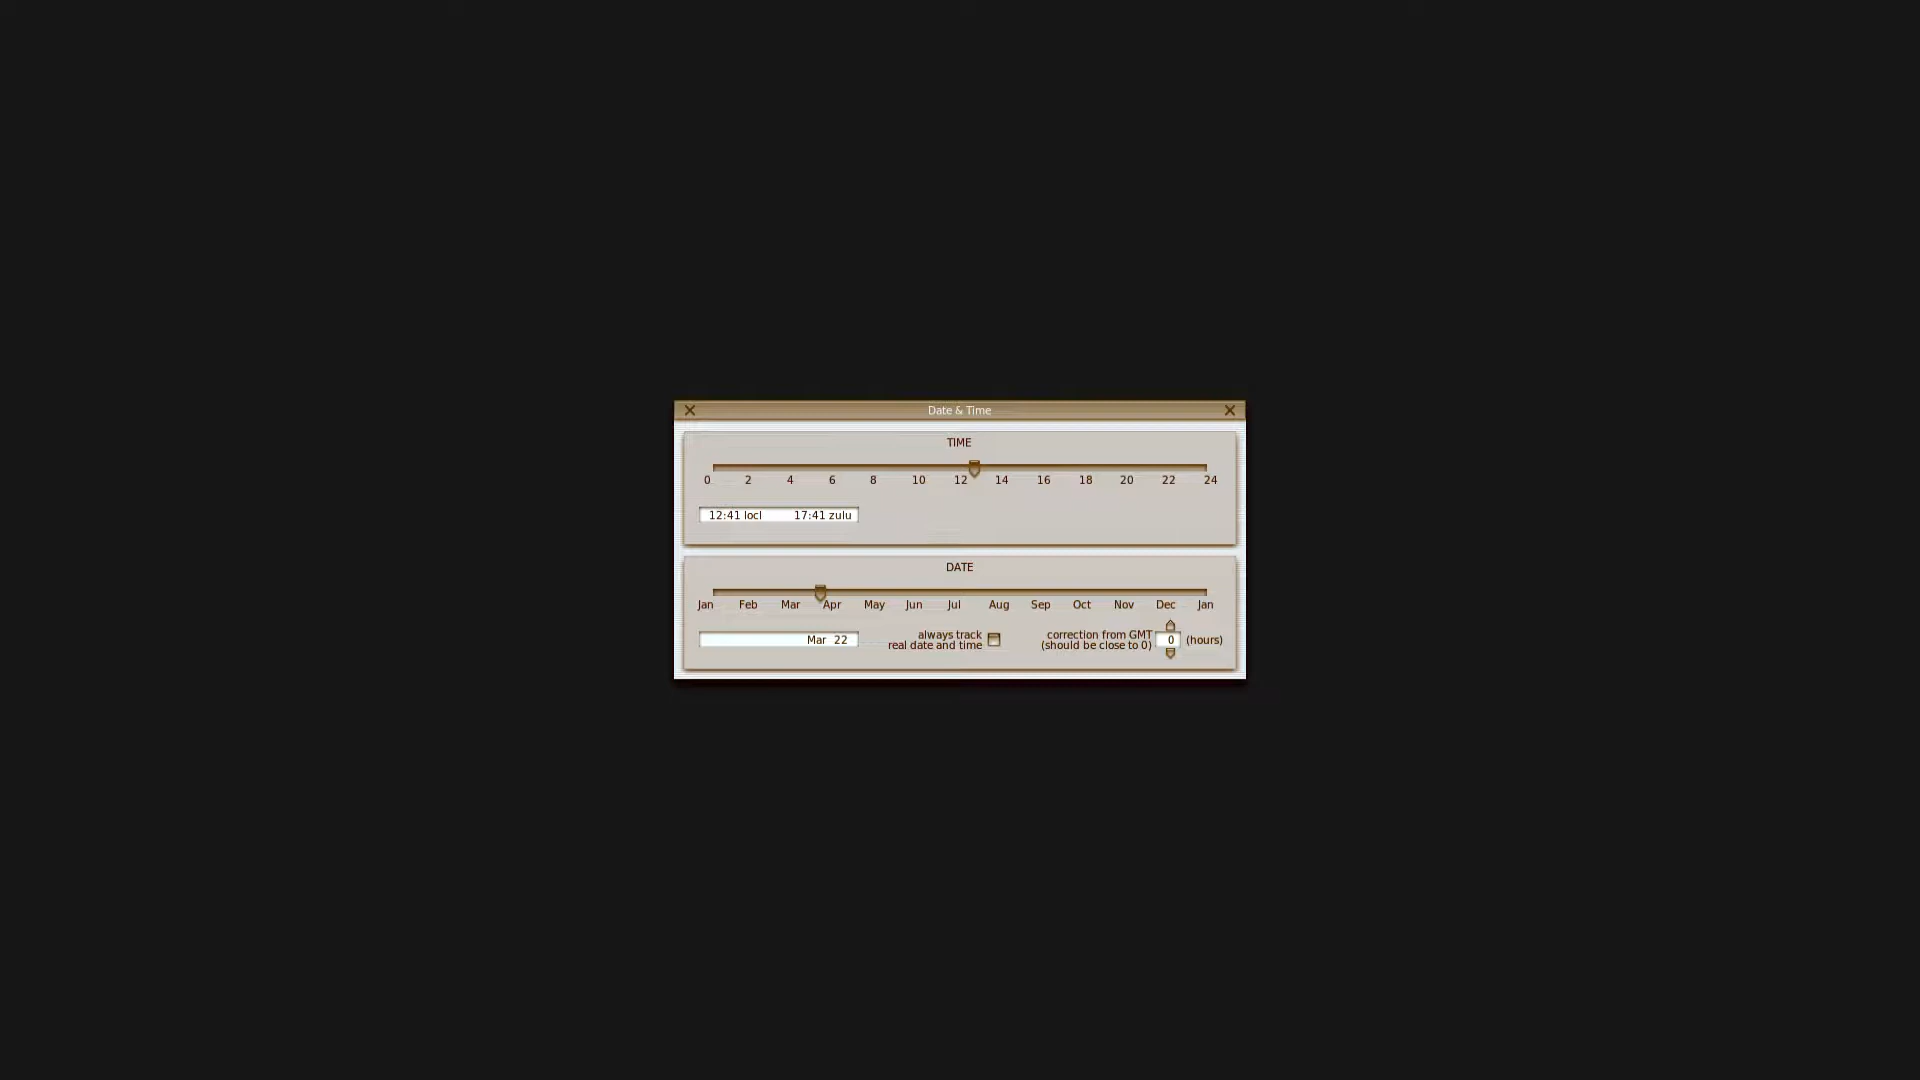 Date & Time
TIME
0 2 4 6 8 10 12 14 16 18 20 22 24
12:41 locl 17:41 zulu
DATE
Jan Feb Mar Apr May Jun Jul Aug Sep Oct Nov Dec Jan
Mar 22
always track
real date and time
correction from GMT
(should be close to 0)
0 (hours)